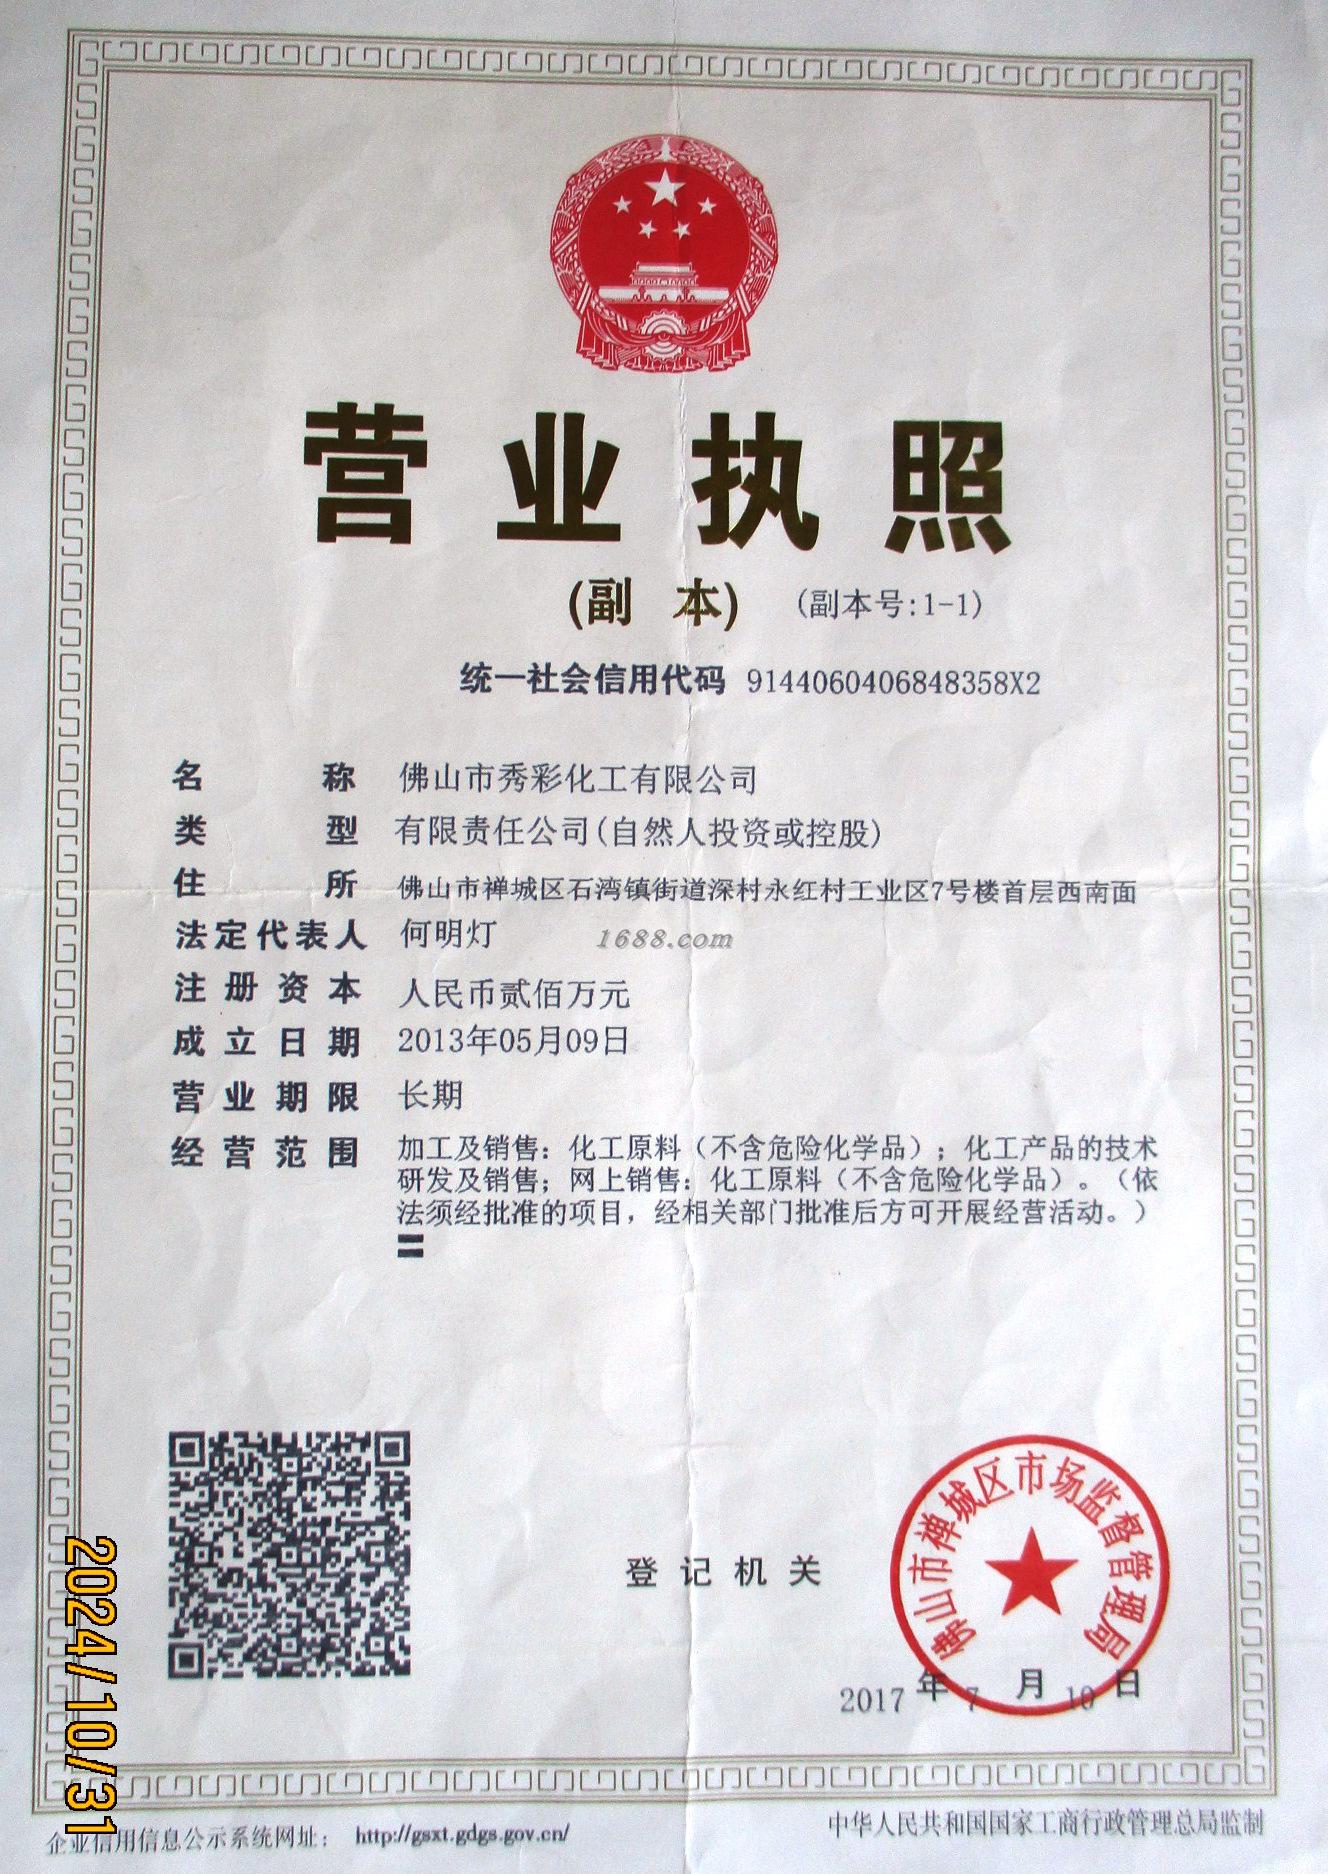 营业执照
(副 本) (副本号:1-1)
统一社会信用代码 9144060406848358X2
名 称 佛山市秀彩化工有限公司
类 型 有限责任公司(自然人投资或控股)
住 所 佛山市禅城区石湾镇街道深村永红村工业区7号楼首层西南面
法定代表人 何明灯
1688.com
注册资本 人民币贰佰万元
成立日期 2013年05月09日
营业期限 长期
经营范围 加工及销售：化工原料（不含危险化学品）；化工产品的技术
研发及销售；网上销售：化工原料（不含危险化学品）。（依
法须经批准的项目，经相关部门批准后方可开展经营活动。）
〓
登记机关
佛山市禅城区市场监督管理局
2017年7月10日
2024/10/31
企业信用信息公示系统网址： http://gsxt.gdgs.gov.cn/
中华人民共和国国家工商行政管理总局监制